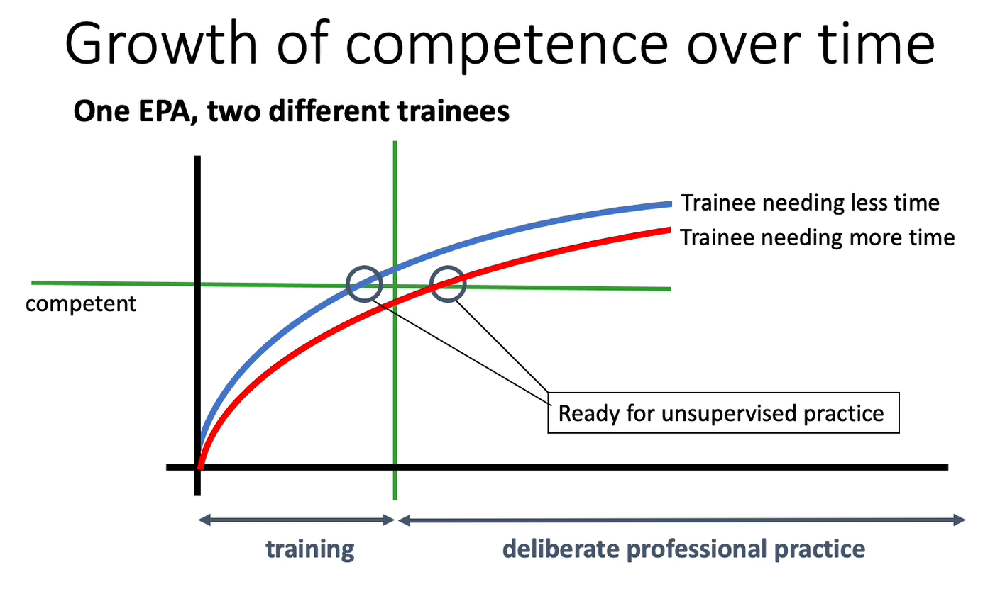 Growth of competence over time
One EPA, two different trainees
Trainee needing less time
Trainee needing more time
competent
Ready for unsupervised practice
training
deliberate professional practice